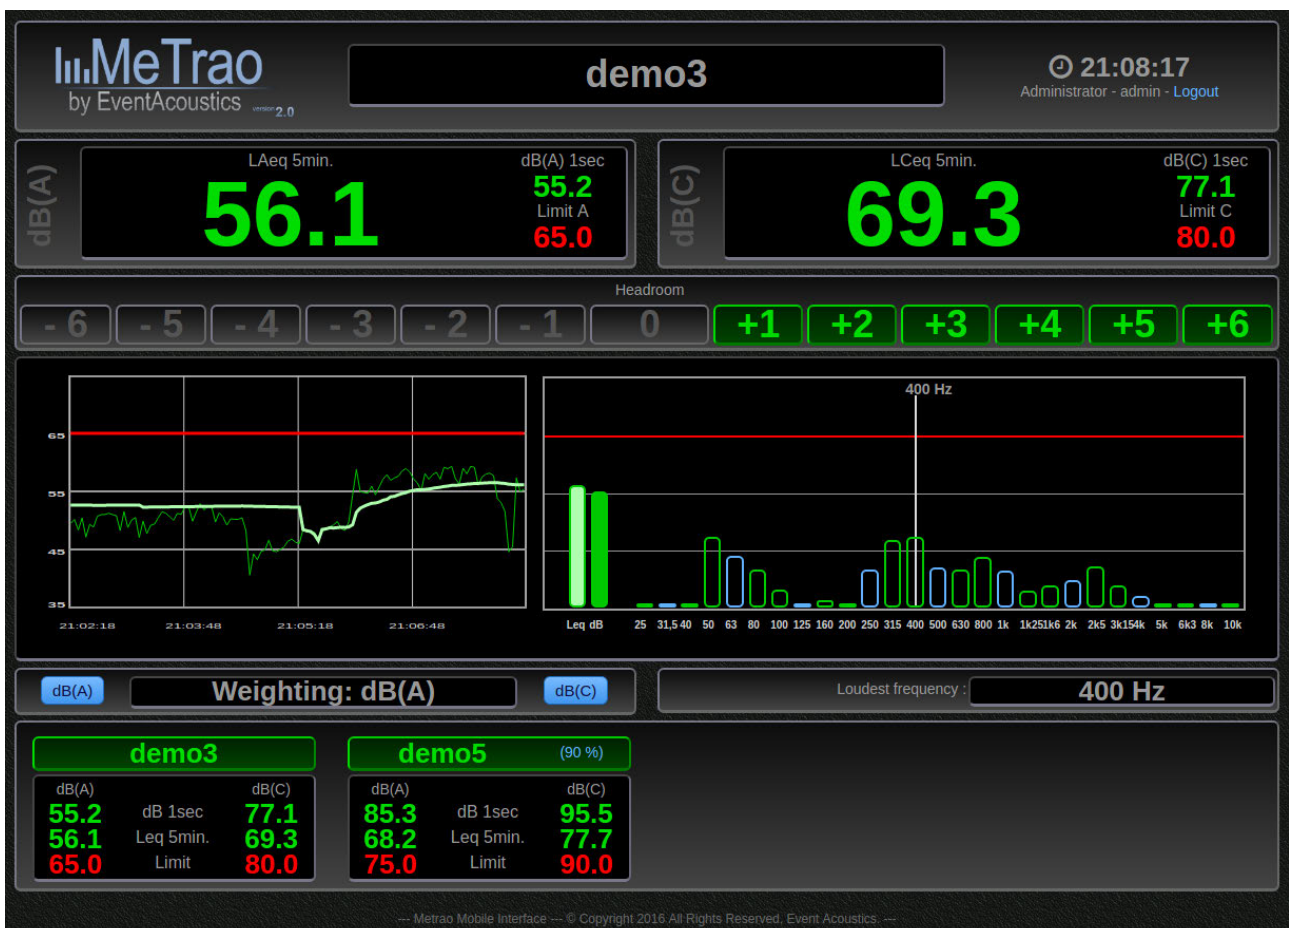 MeTrao
by EventAcoustics version 2.0
demo3
21:08:17
Administrator - admin - Logout
dB(A)
LAeq 5min.
56.1
dB(A) 1sec
55.2
Limit A
65.0
dB(C)
LCeq 5min.
69.3
dB(C) 1sec
77.1
Limit C
80.0
Headroom
- 6 - 5 - 4 - 3 - 2 - 1 0 +1 +2 +3 +4 +5 +6
65
55
45
35
21:02:18 21:03:48 21:05:18 21:06:48
400 Hz
Leq dB 25 31,5 40 50 63 80 100 125 160 200 250 315 400 500 630 800 1k 1k25 1k6 2k 2k5 3k15 4k 5k 6k3 8k 10k
dB(A) Weighting: dB(A) dB(C)
Loudest frequency : 400 Hz
demo3
dB(A) dB(C)
55.2 dB 1sec 77.1
56.1 Leq 5min. 69.3
65.0 Limit 80.0
demo5 (90 %)
dB(A) dB(C)
85.3 dB 1sec 95.5
68.2 Leq 5min. 77.7
75.0 Limit 90.0
--- Metrao Mobile Interface --- © Copyright 2016 All Rights Reserved, Event Acoustics. ---